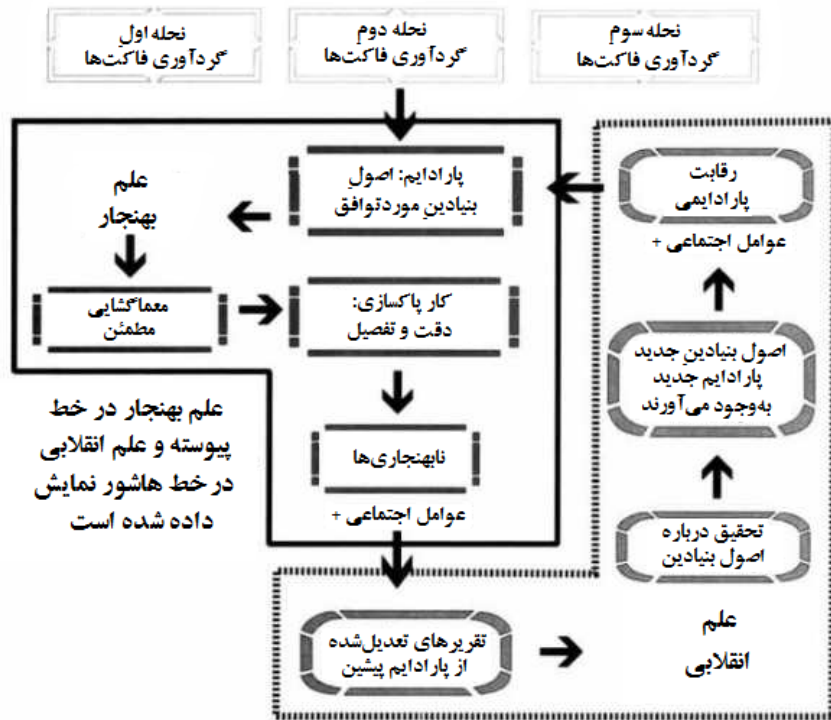 نحله اولِ
گردآوری فاکت‌ها
نحله دومِ
گردآوری فاکت‌ها
نحله سومِ
گردآوری فاکت‌ها
پارادایم: اصولِ
بنیادینِ موردتوافق
علم
بهنجار
معماگشایی
مطمئن
کار پاکسازی:
دقت و تفصیل
نابهنجاری‌ها
عوامل اجتماعی +
علم بهنجار در خط
پیوسته و علم انقلابی
در خط هاشور نمایش
داده شده است
تقریرهای تعدیل‌شده
از پارادایم پیشین
علم
انقلابی
تحقیق درباره
اصول بنیادین
اصول بنیادینِ جدید
پارادایم جدید
به‌وجود می‌آورند
رقابت
پارادایمی
عوامل اجتماعی +